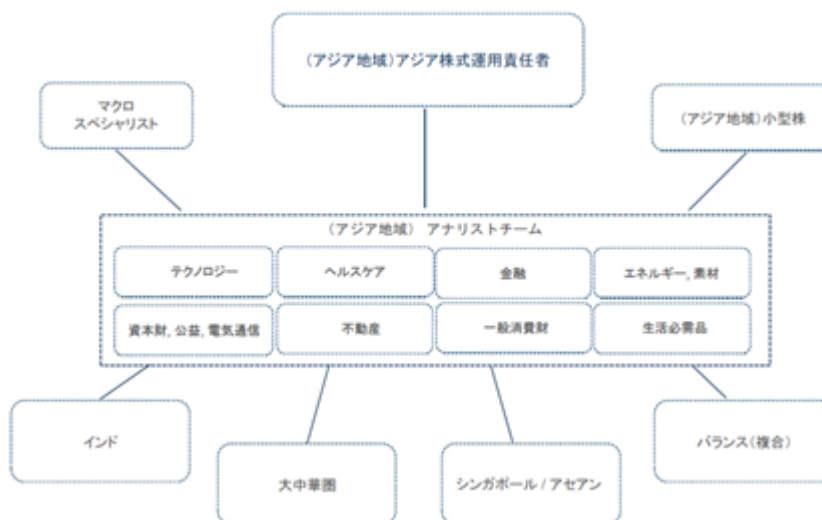 (アジア地域)アジア株式運用責任者
マクロ
スペシャリスト
(アジア地域)小型株
(アジア地域) アナリストチーム
テクノロジー
ヘルスケア
金融
エネルギー, 素材
資本財, 公益, 電気通信
不動産
一般消費財
生活必需品
インド
大中華圏
シンガポール / アセアン
バランス(複合)